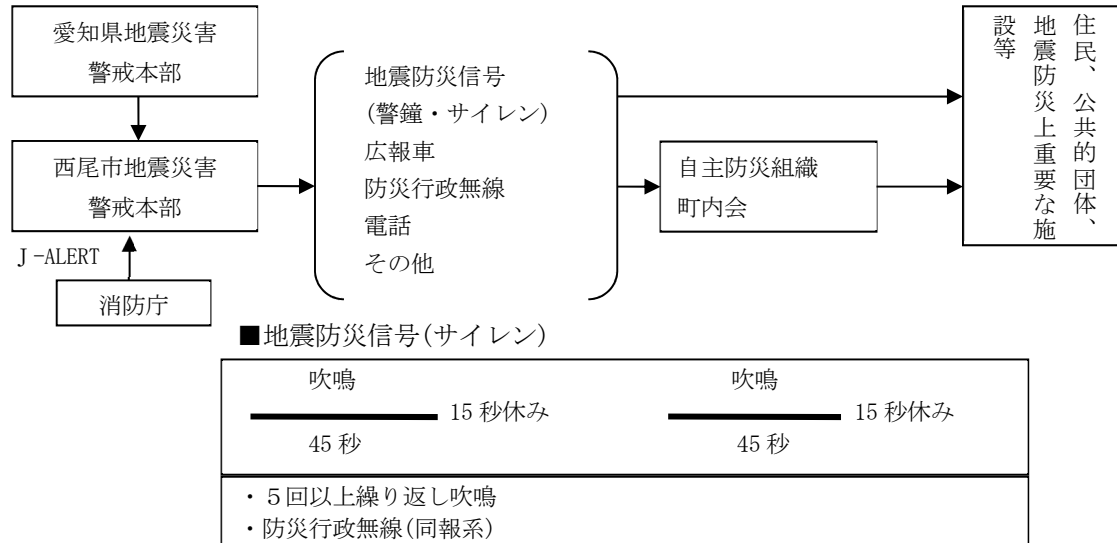 愛知県地震災害
警戒本部
西尾市地震災害
警戒本部
J-ALERT
消防庁
地震防災信号
(警鐘・サイレン)
広報車
防災行政無線
電話
その他
自主防災組織
町内会
住民、公共的団体、
地震防災上重要な施
設等
■地震防災信号(サイレン)
吹鳴 吹鳴
15秒休み 15秒休み
45秒 45秒
・５回以上繰り返し吹鳴
・防災行政無線(同報系)